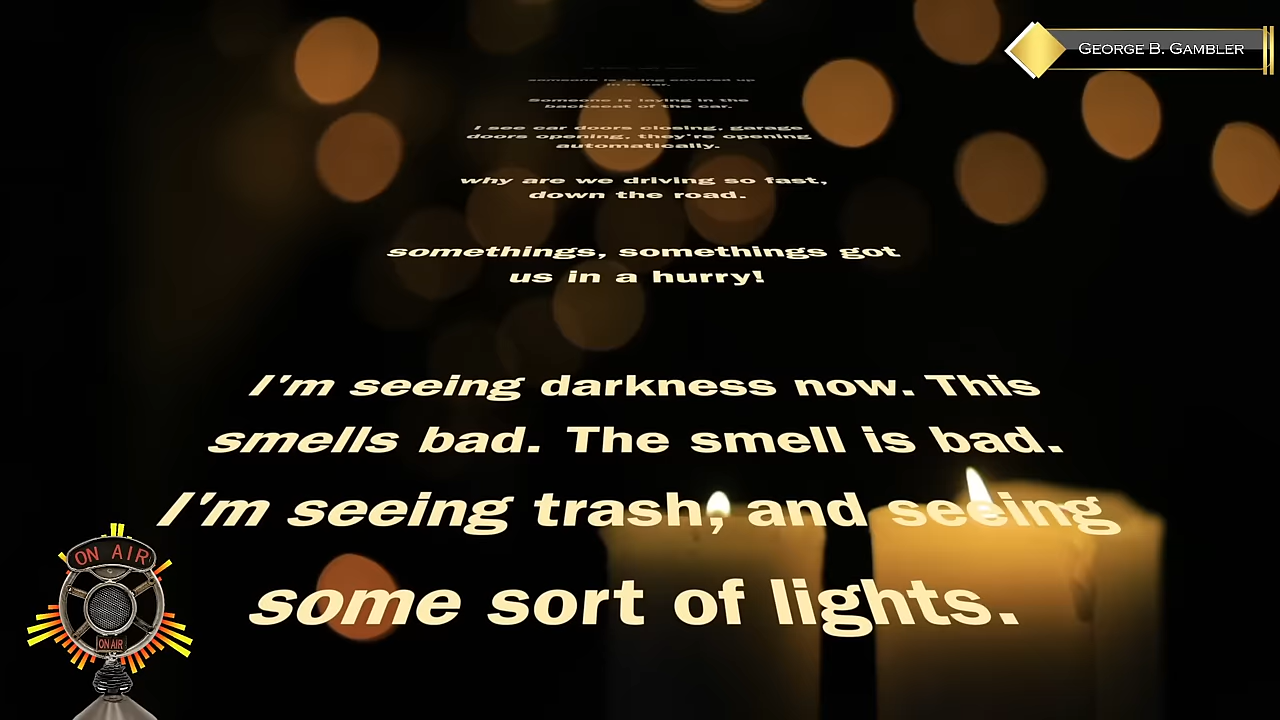 someone is being covered up
in a car.
Someone is laying in the
backseat of the car.
I see car doors closing, garage
doors opening, they're opening
automatically.
why are we driving so fast,
down the road.
somethings, somethings got
us in a hurry!
I'm seeing darkness now. This
smells bad. The smell is bad.
I'm seeing trash, and seeing
some sort of lights.
GEORGE B. GAMBLER
ON AIR
ON AIR